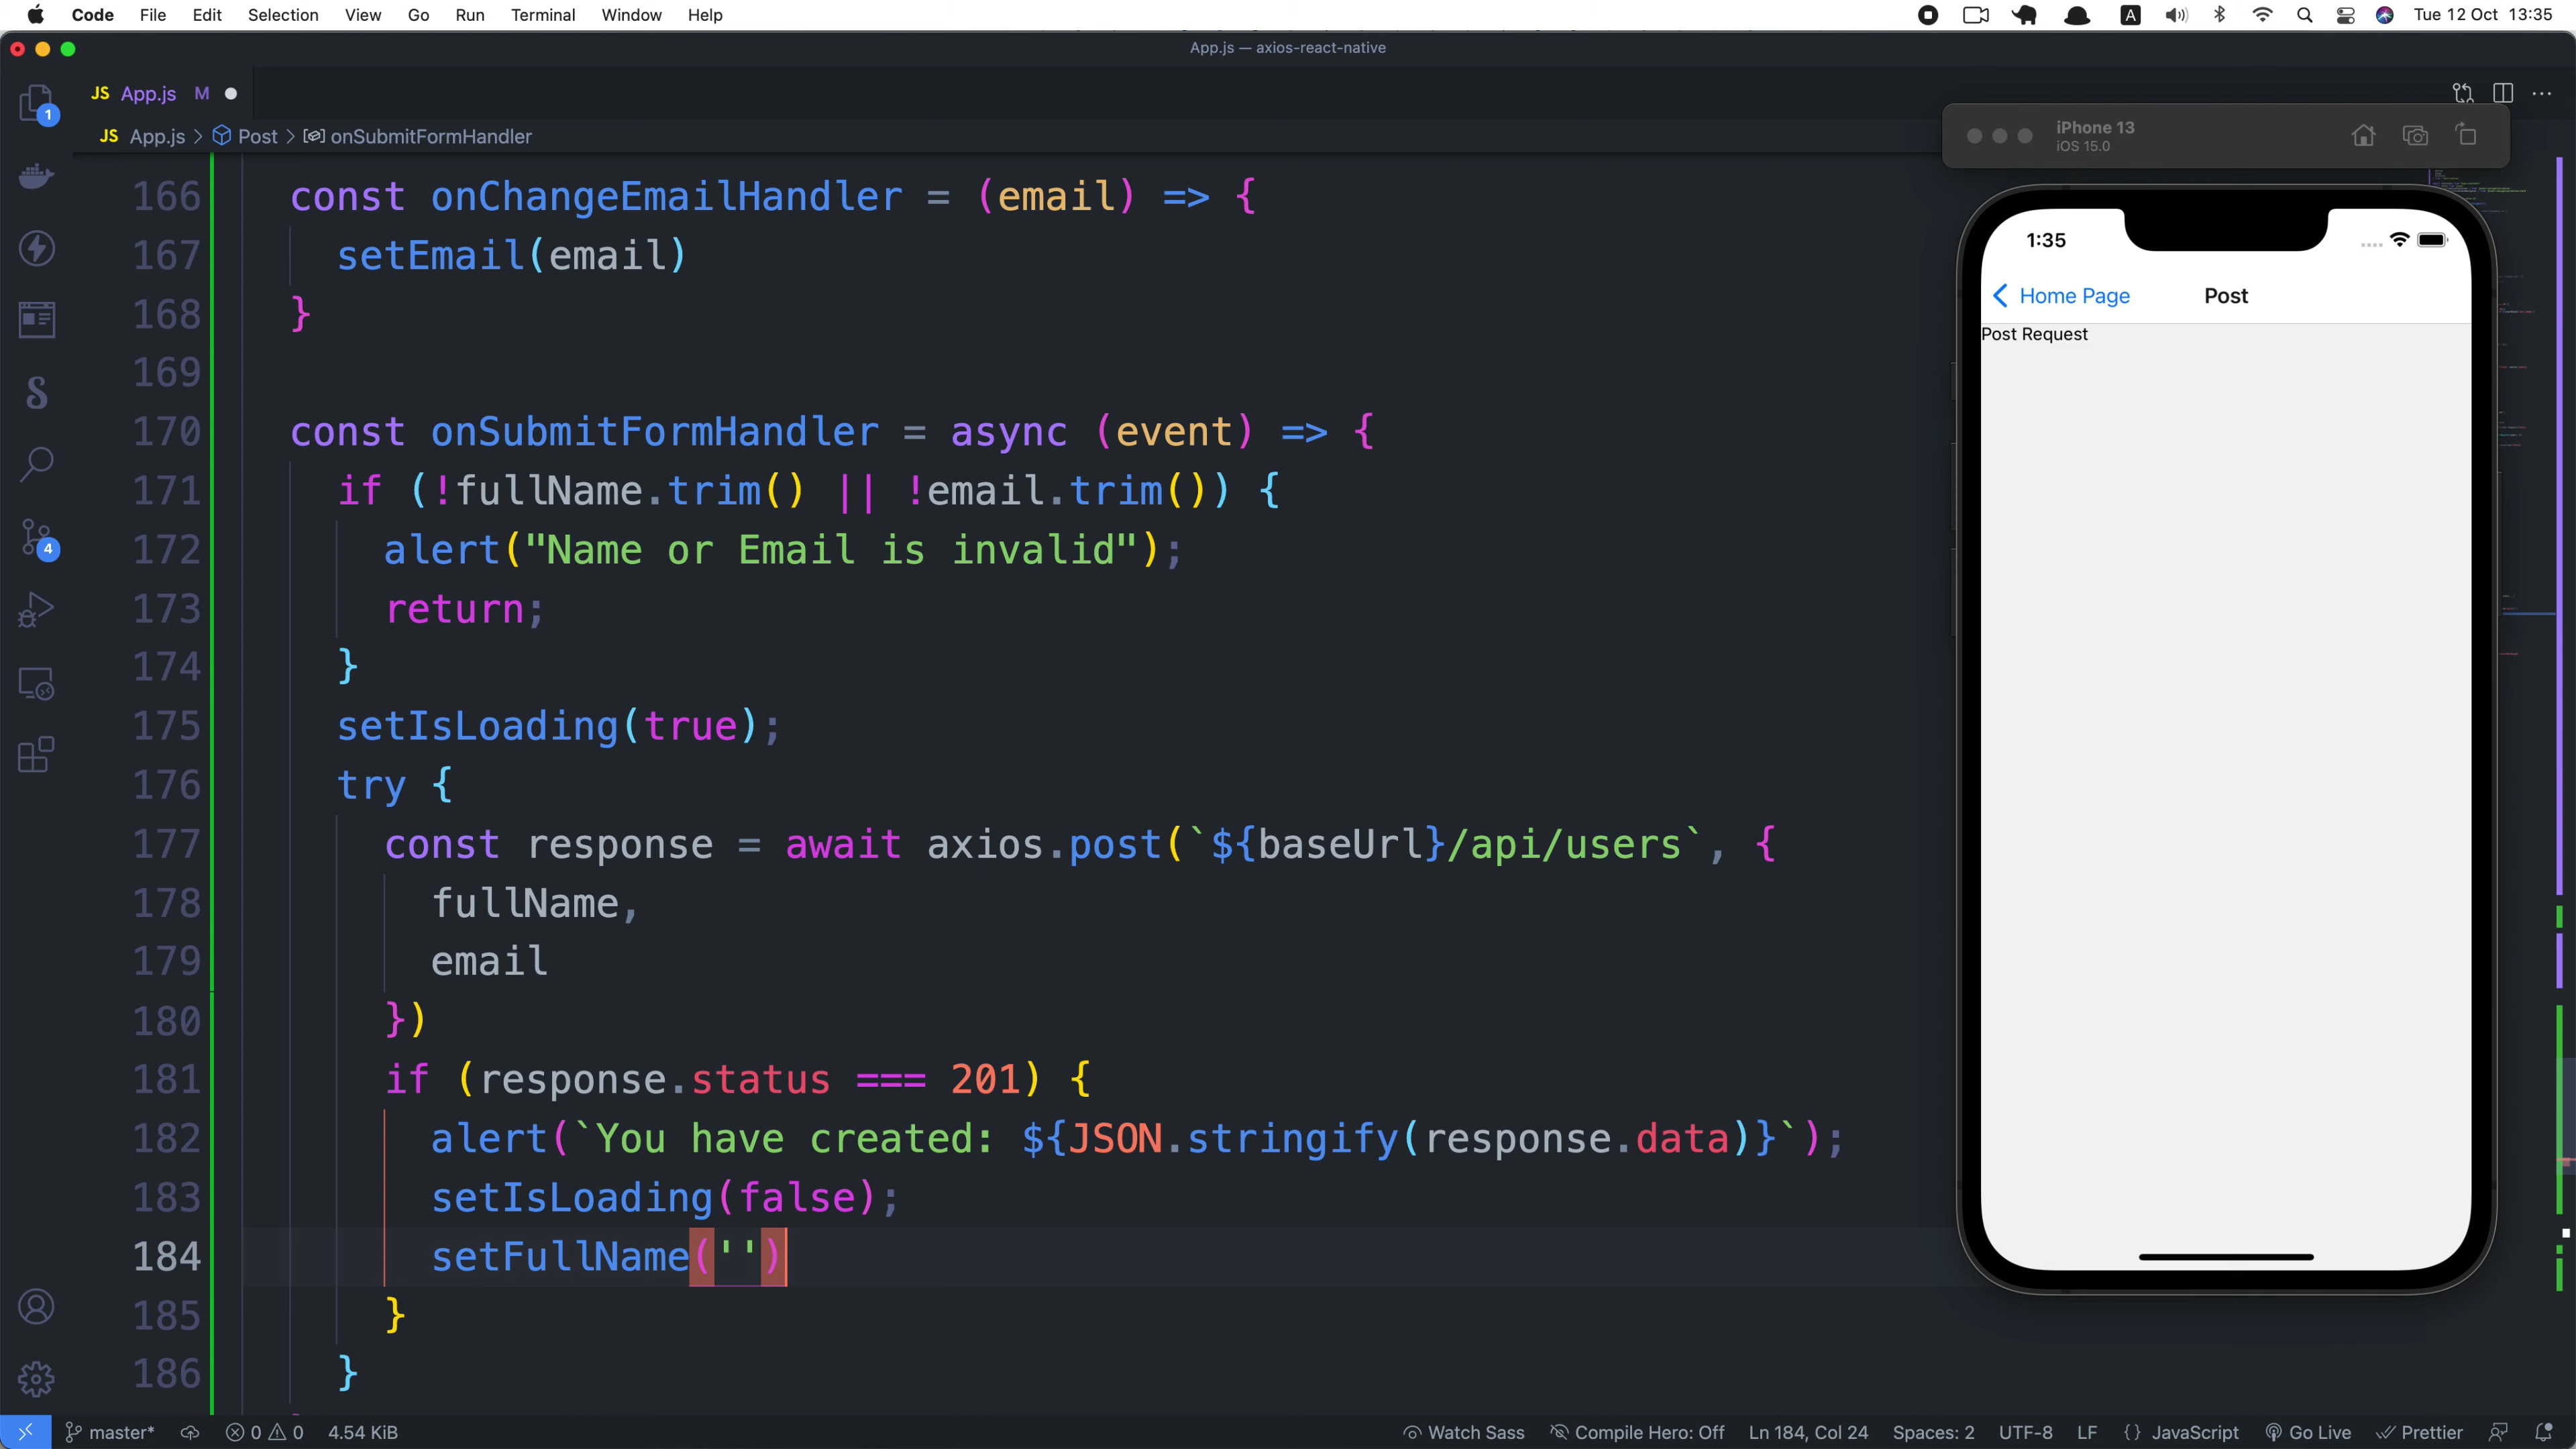 Code File Edit Selection View Go Run Terminal Window Help A Tue 12 Oct 13:35
App.js — axios-react-native
1 JS App.js M
JS App.js > Post > onSubmitFormHandler
iPhone 13
iOS 15.0
166 const onChangeEmailHandler = (email) => {
167 setEmail(email)
168 }
169
170 const onSubmitFormHandler = async (event) => {
171 if (!fullName.trim() || !email.trim()) {
172 alert("Name or Email is invalid");
173 return;
174 }
175 setIsLoading(true);
176 try {
177 const response = await axios.post(`${baseUrl}/api/users`, {
178 fullName,
179 email
180 })
181 if (response.status === 201) {
182 alert(`You have created: ${JSON.stringify(response.data)}`);
183 setIsLoading(false);
184 setFullName('')
185 }
186 }
4
1:35
Home Page Post
Post Request
master* 0 0 4.54 KiB Watch Sass Compile Hero: Off Ln 184, Col 24 Spaces: 2 UTF-8 LF {} JavaScript Go Live Prettier